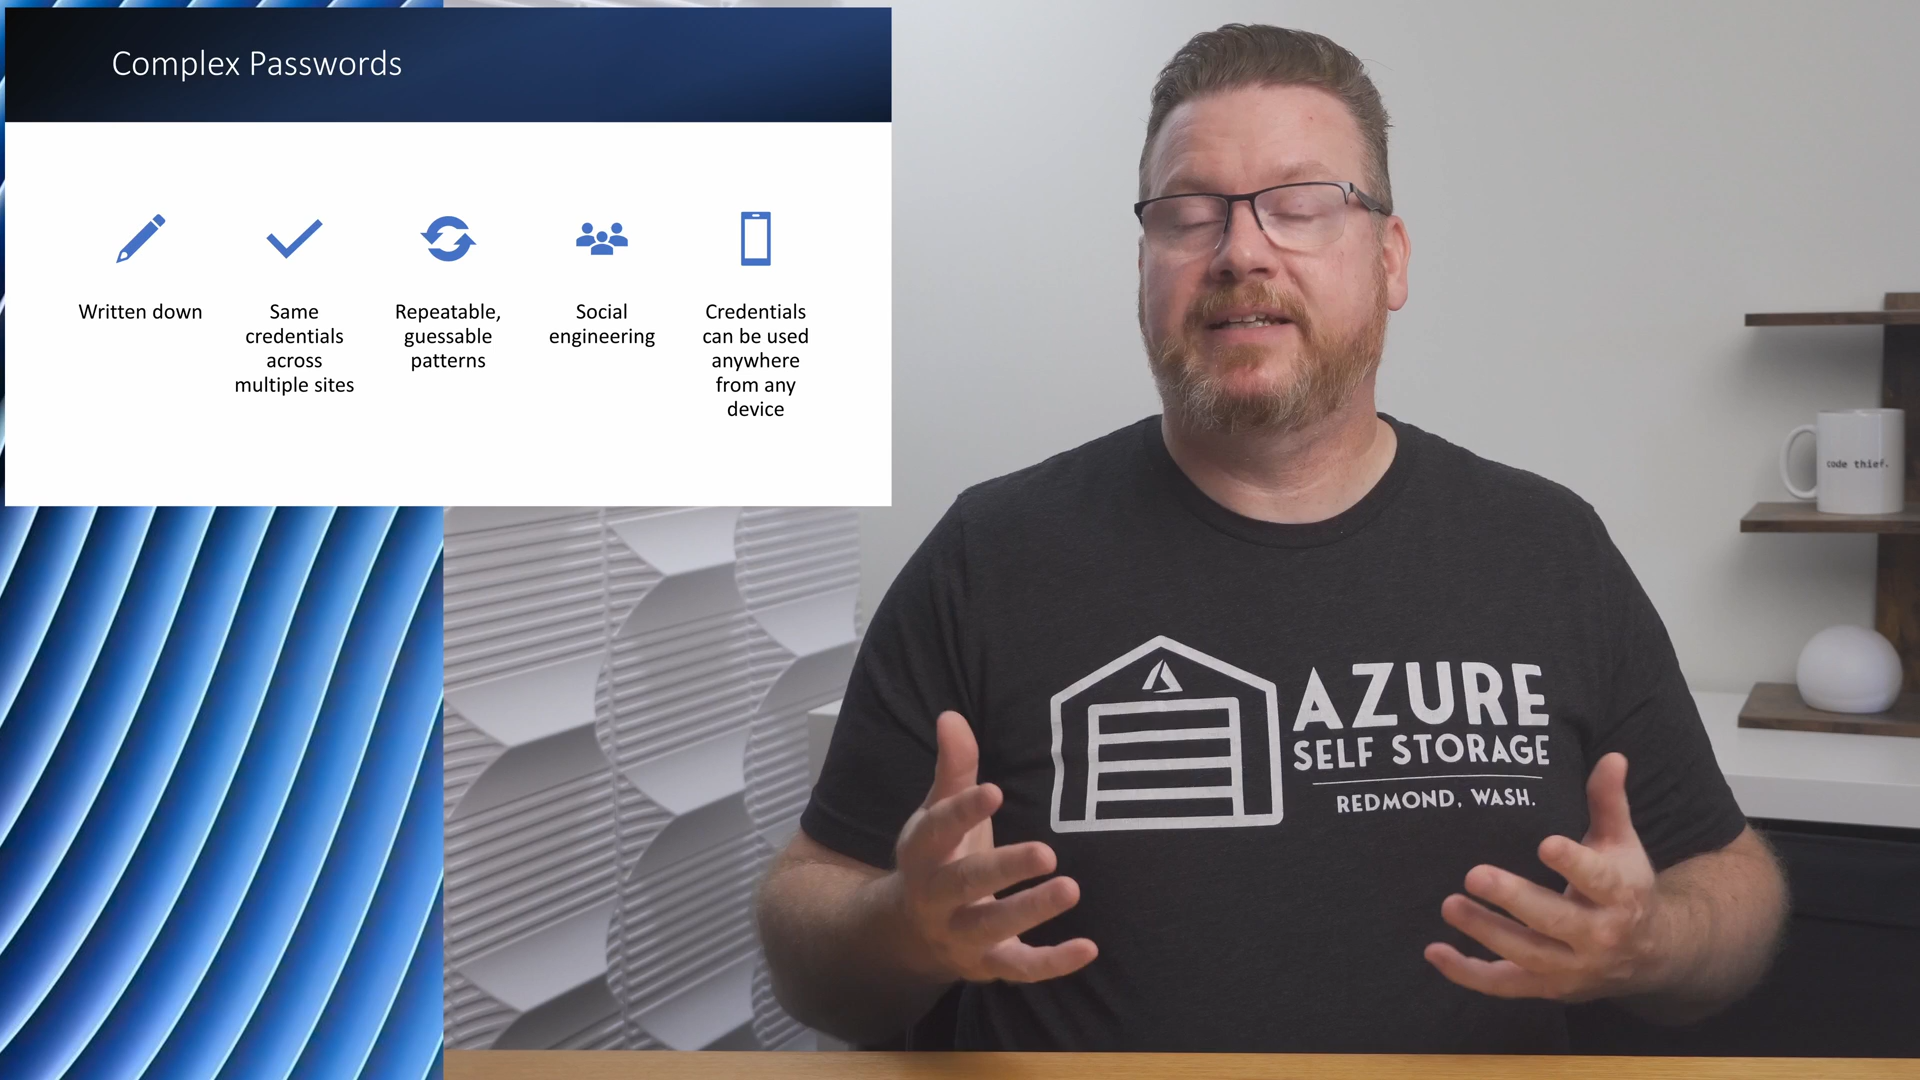 Complex Passwords
Written down
Same
credentials
across
multiple sites
Repeatable,
guessable
patterns
Social
engineering
Credentials
can be used
anywhere
from any
device
code thief.
AZURE
SELF STORAGE
REDMOND, WASH.